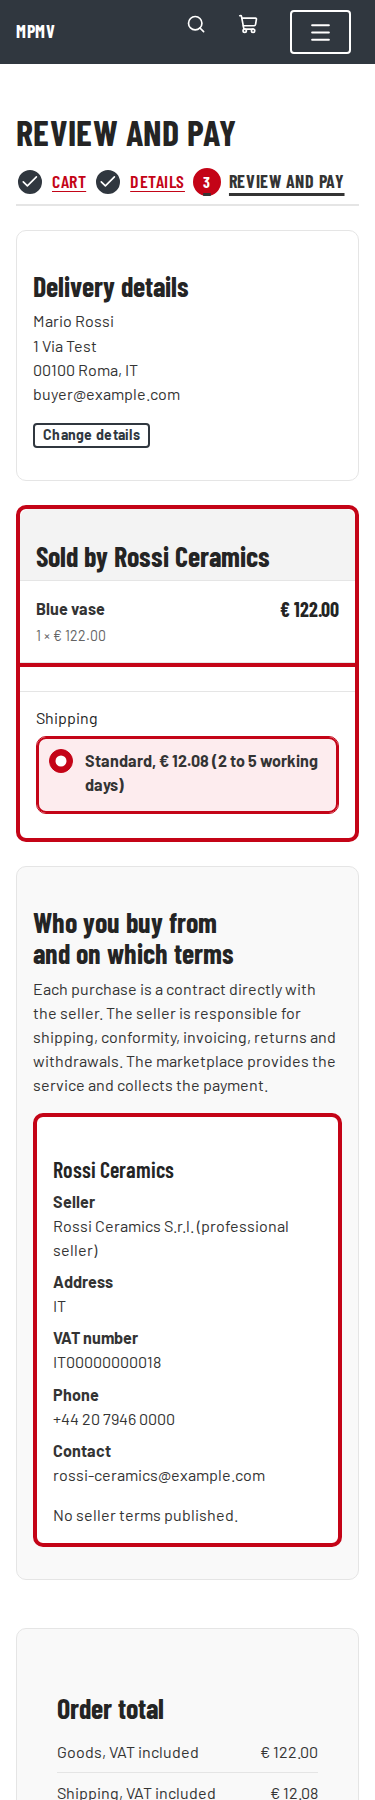 MPMV
REVIEW AND PAY
CART DETAILS 3 REVIEW AND PAY
Delivery details
Mario Rossi
1 Via Test
00100 Roma, IT
buyer@example.com
Change details
Sold by Rossi Ceramics
Blue vase € 122.00
1 × € 122.00
Shipping
Standard, € 12.08 (2 to 5 working
days)
Who you buy from
and on which terms
Each purchase is a contract directly with
the seller. The seller is responsible for
shipping, conformity, invoicing, returns and
withdrawals. The marketplace provides the
service and collects the payment.
Rossi Ceramics
Seller
Rossi Ceramics S.r.l. (professional
seller)
Address
IT
VAT number
IT00000000018
Phone
+44 20 7946 0000
Contact
rossi-ceramics@example.com
No seller terms published.
Order total
Goods, VAT included € 122.00
Shipping, VAT included € 12.08